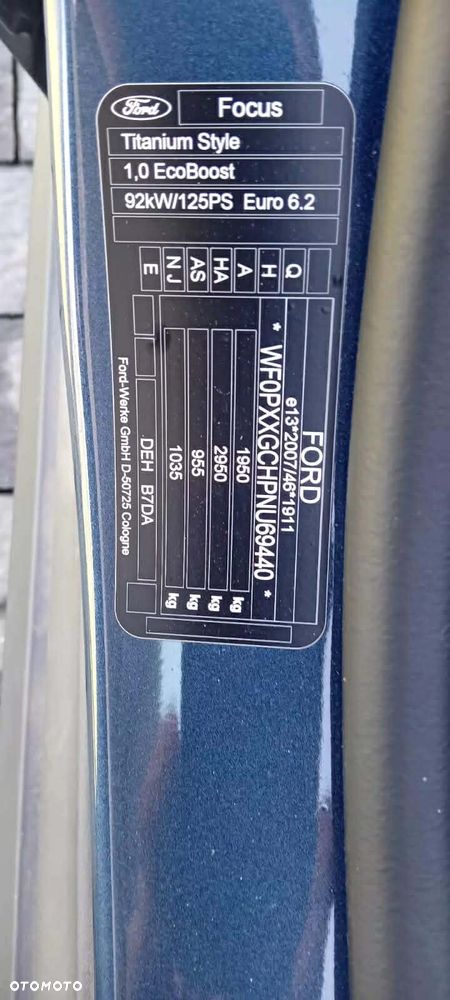 Ford Focus
Titanium Style
1,0 EcoBoost
92kW/125PS Euro 6.2
E NJ AS HA A H Q
FORD
e13*2007/46*1911
* WF0PXXGCHPNU69440 *
1950 kg
2950 kg
955 kg
1035 kg
DEH B7DA
Ford-Werke GmbH D-50725 Cologne
OTOMOTO